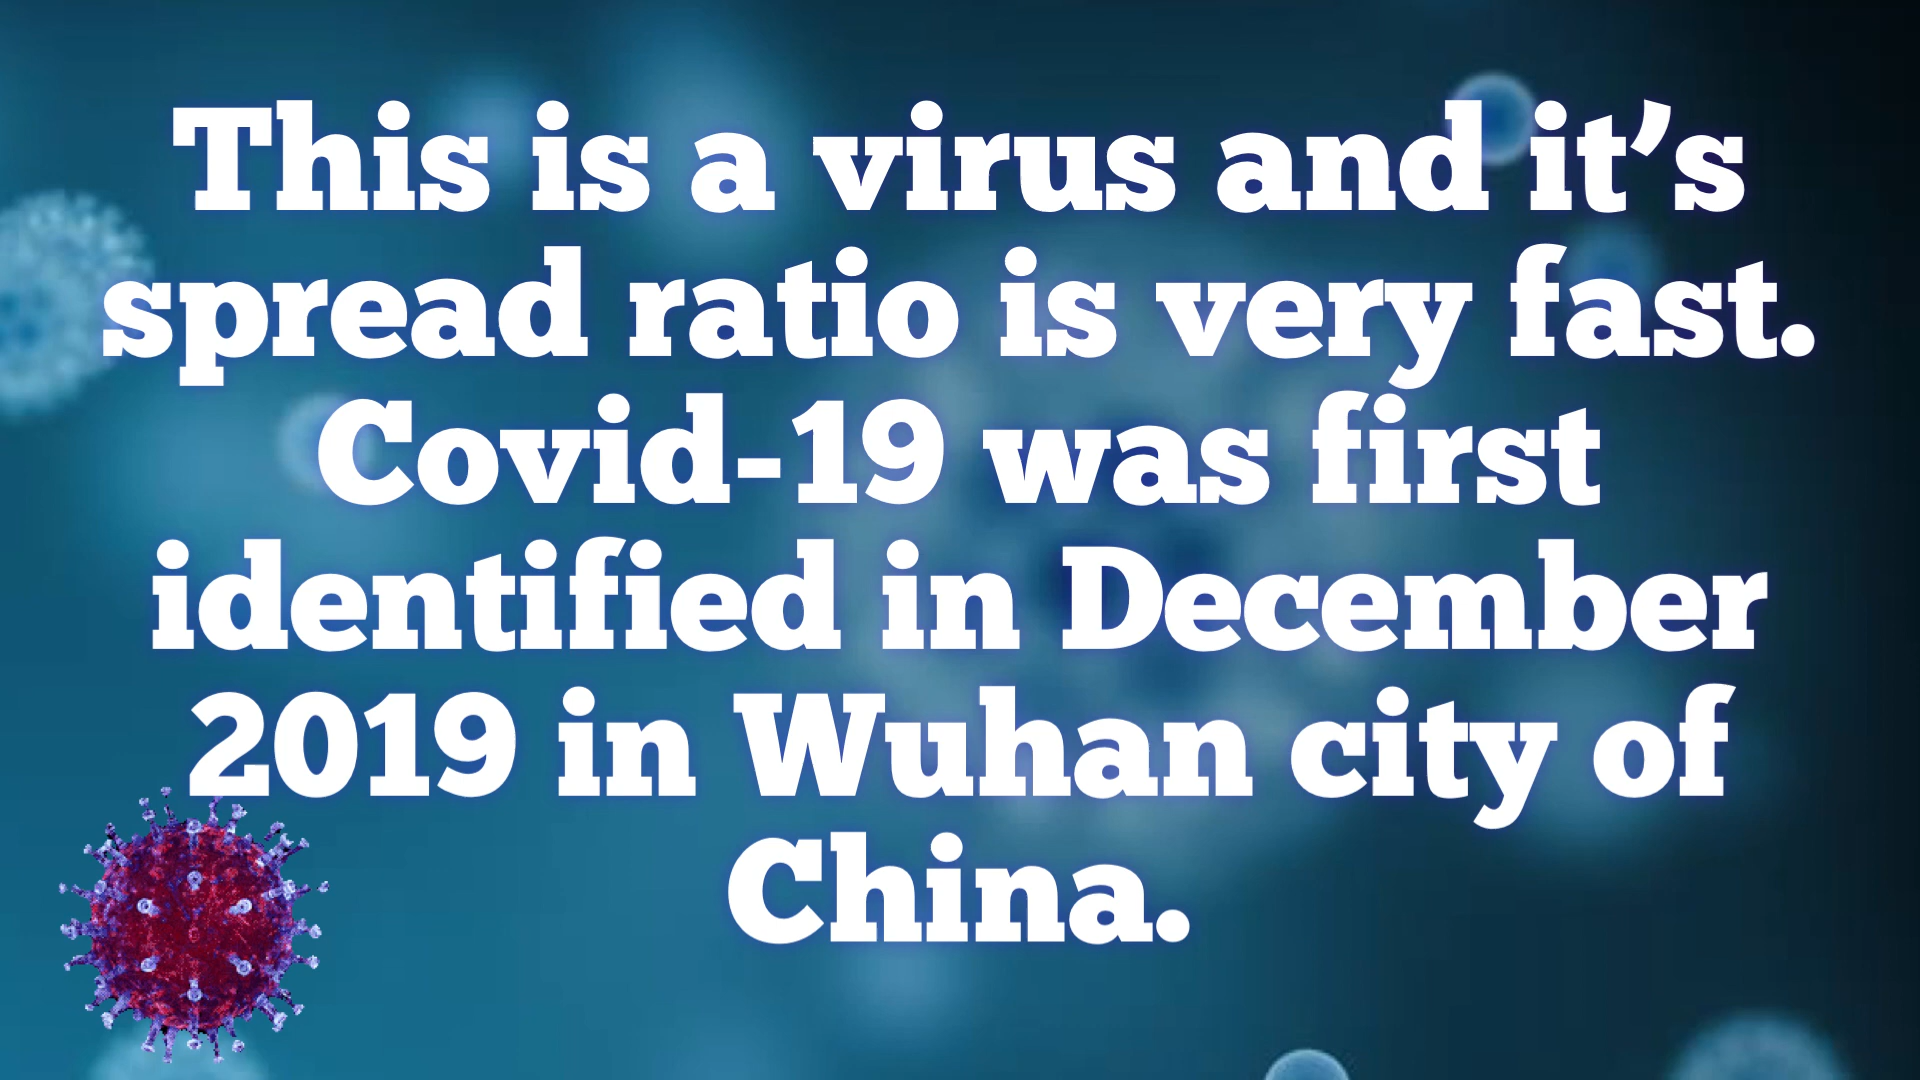 This is a virus and it’s
spread ratio is very fast.
Covid-19 was first
identified in December
2019 in Wuhan city of
China.